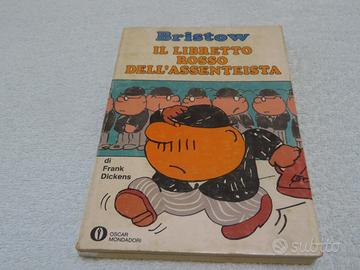 Bristow
IL LIBRETTO
ROSSO
DELL'ASSENTEISTA
di
Frank
Dickens
OSCAR
MONDADORI
subito